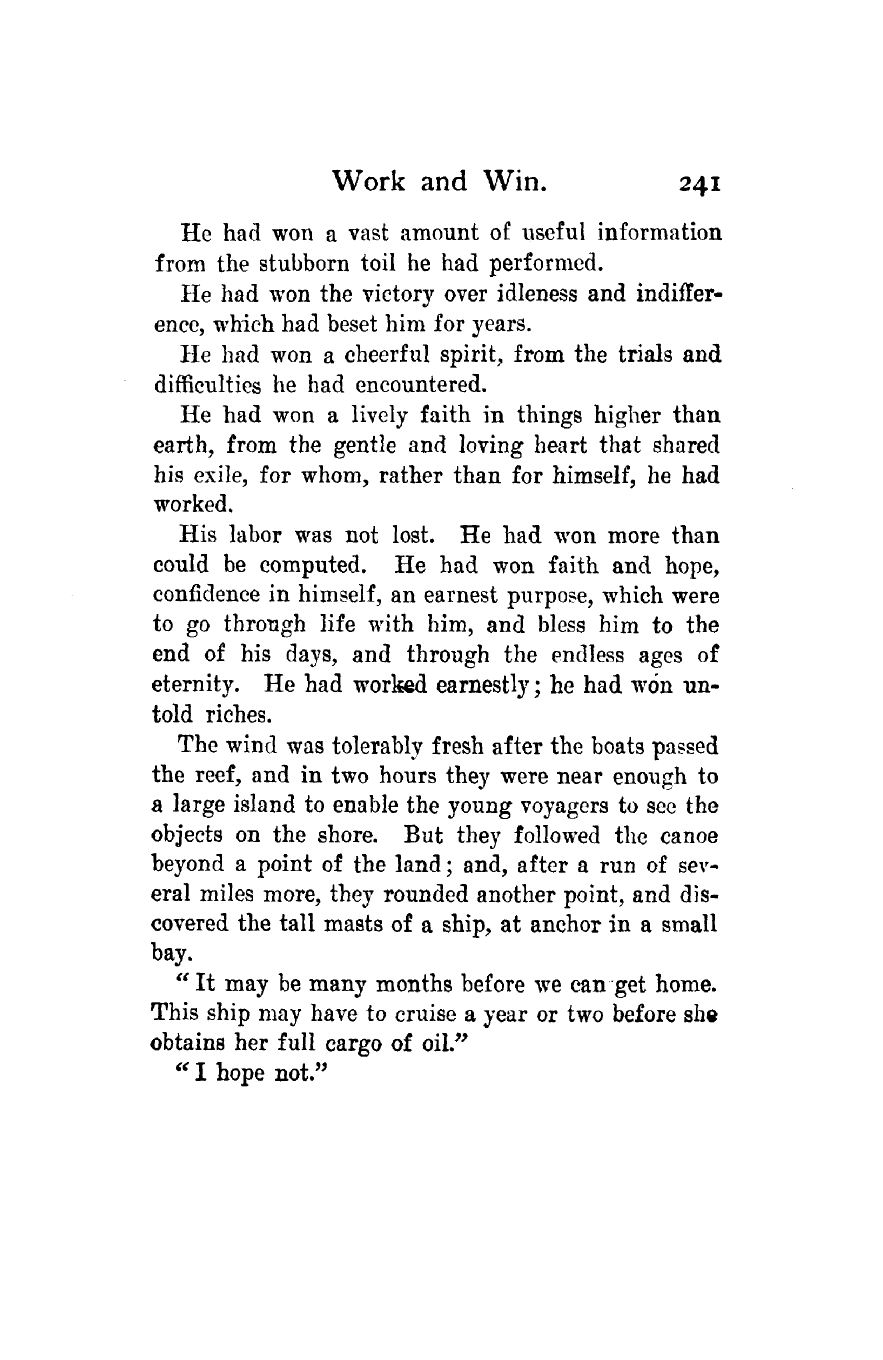 Work and Win. 241
He had won a vast amount of useful information
from the stubborn toil he had performed.
He had won the victory over idleness and indiffer-
ence, which had beset him for years.
He had won a cheerful spirit, from the trials and
difficulties he had encountered.
He had won a lively faith in things higher than
earth, from the gentle and loving heart that shared
his exile, for whom, rather than for himself, he had
worked.
His labor was not lost. He had won more than
could be computed. He had won faith and hope,
confidence in himself, an earnest purpose, which were
to go through life with him, and bless him to the
end of his days, and through the endless ages of
eternity. He had worked earnestly; he had won un-
told riches.
The wind was tolerably fresh after the boats passed
the reef, and in two hours they were near enough to
a large island to enable the young voyagers to see the
objects on the shore. But they followed the canoe
beyond a point of the land; and, after a run of sev-
eral miles more, they rounded another point, and dis-
covered the tall masts of a ship, at anchor in a small
bay.
“It may be many months before we can get home.
This ship may have to cruise a year or two before she
obtains her full cargo of oil.”
“I hope not.”